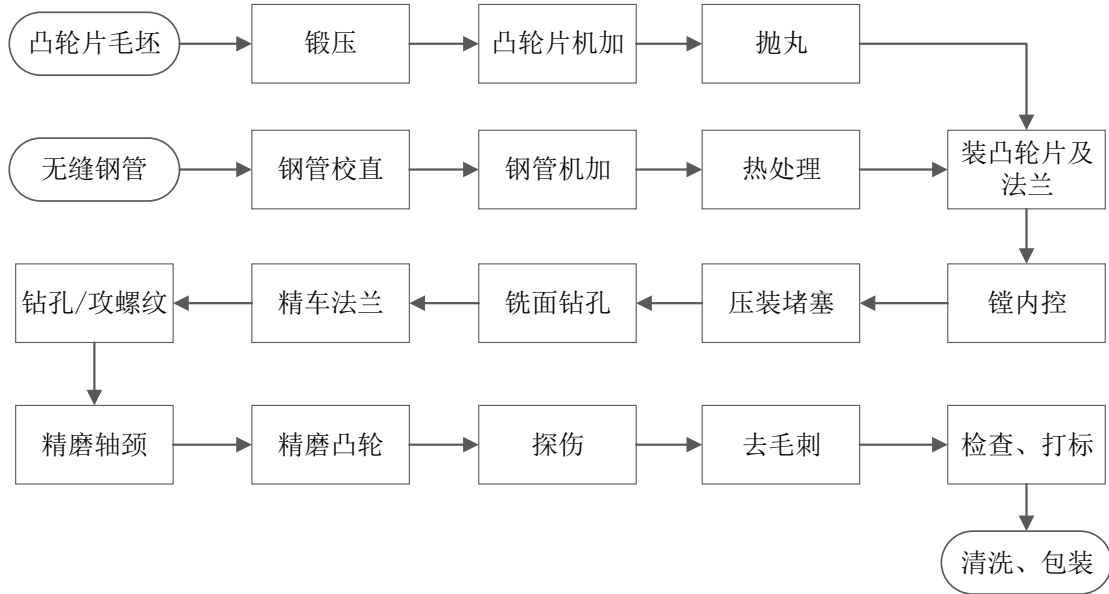 凸轮片毛坯
锻压
凸轮片机加
抛丸
无缝钢管
钢管校直
钢管机加
热处理
装凸轮片及
法兰
钻孔/攻螺纹
精车法兰
铣面钻孔
压装堵塞
镗内控
精磨轴颈
精磨凸轮
探伤
去毛刺
检查、打标
清洗、包装